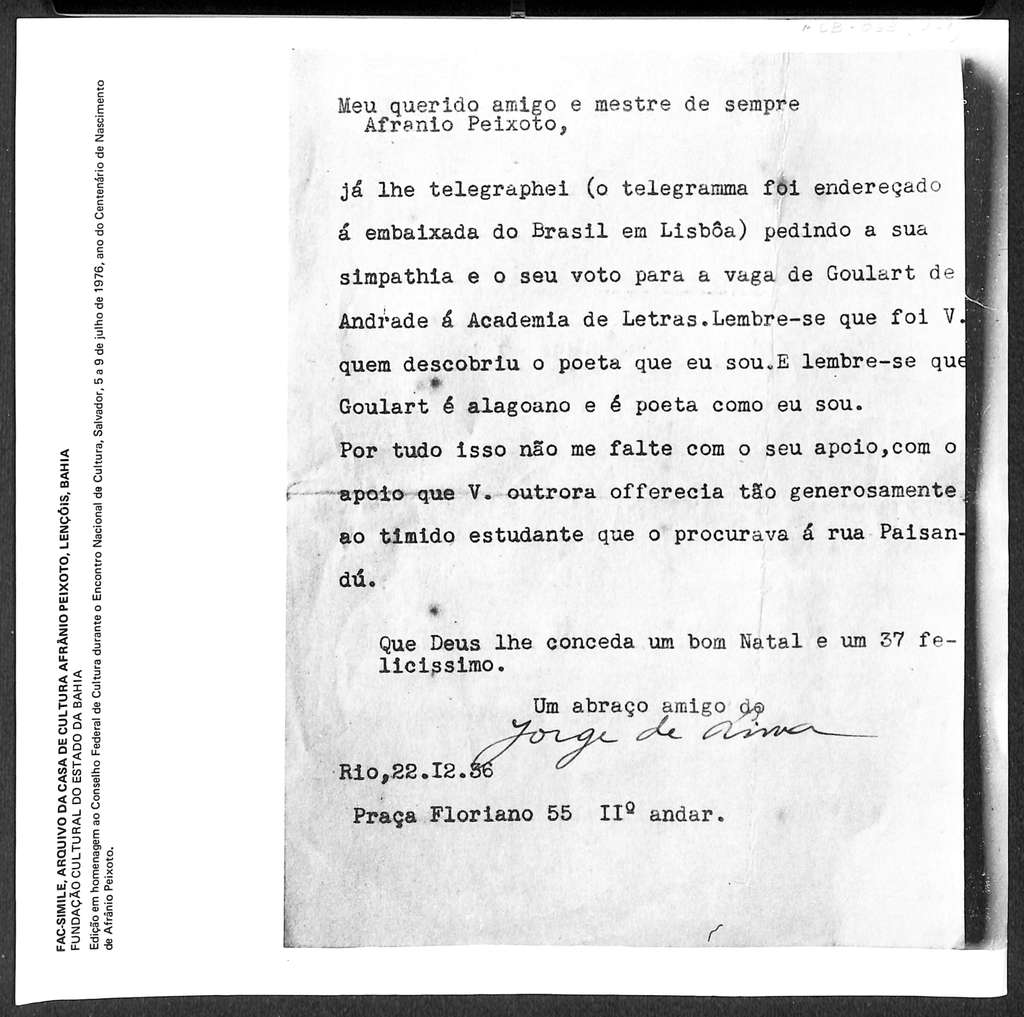 FAC-SIMILE, ARQUIVO DA CASA DE CULTURA AFRÂNIO PEIXOTO, LENÇÓIS, BAHIA
FUNDAÇÃO CULTURAL DO ESTADO DA BAHIA
Edição em homenagem ao Conselho Federal de Cultura durante o Encontro Nacional de Cultura, Salvador, 5 a 9 de julho de 1976, ano do Centenário de Nascimento
de Afrânio Peixoto.
Meu querido amigo e mestre de sempre
Afranio Peixoto,
já lhe telegraphei (o telegramma foi endereçado
á embaixada do Brasil em Lisbôa) pedindo a sua
simpathia e o seu voto para a vaga de Goulart de
Andrade á Academia de Letras.Lembre-se que foi V.
quem descobriu o poeta que eu sou.E lembre-se que
Goulart é alagoano e é poeta como eu sou.
Por tudo isso não me falte com o seu apoio,com o
apoio que V. outrora offerecia tão generosamente
ao timido estudante que o procurava á rua Paisan-
dú.
Que Deus lhe conceda um bom Natal e um 37 fe-
licissimo.
Um abraço amigo do
Jorge de Lima
Rio,22.I2.36
Praça Floriano 55 IIº andar.